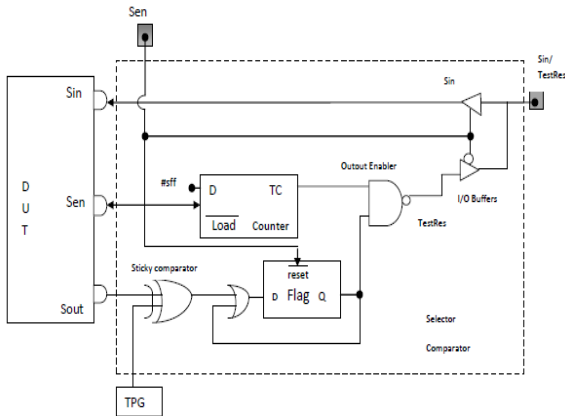 Sen
Sin/
TestRes
Sin
Sin
D
U
T
Outout Enabler
#sff
D
TC
I/O Buffers
Sen
Load
Counter
TestRes
Sticky comparator
reset
D
Flag
Q
Sout
Selector
Comparator
TPG